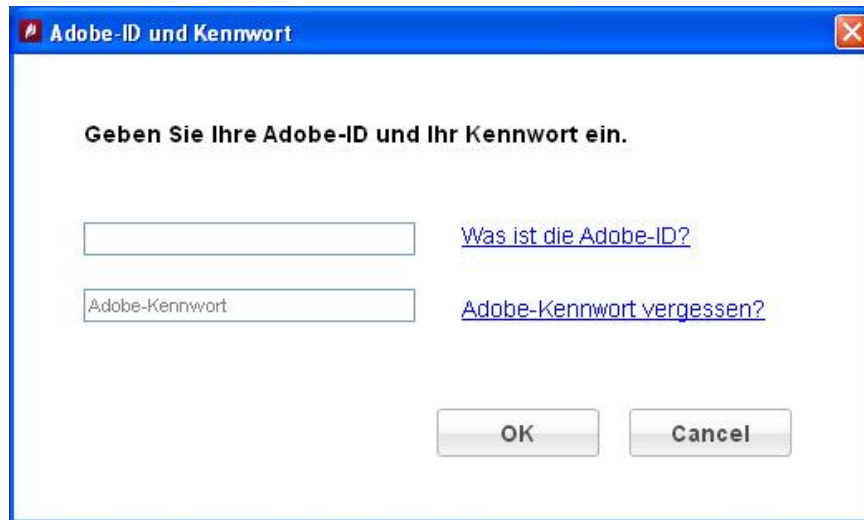 Adobe-ID und Kennwort
Geben Sie Ihre Adobe-ID und Ihr Kennwort ein.
Was ist die Adobe-ID?
Adobe-Kennwort
Adobe-Kennwort vergessen?
OK
Cancel